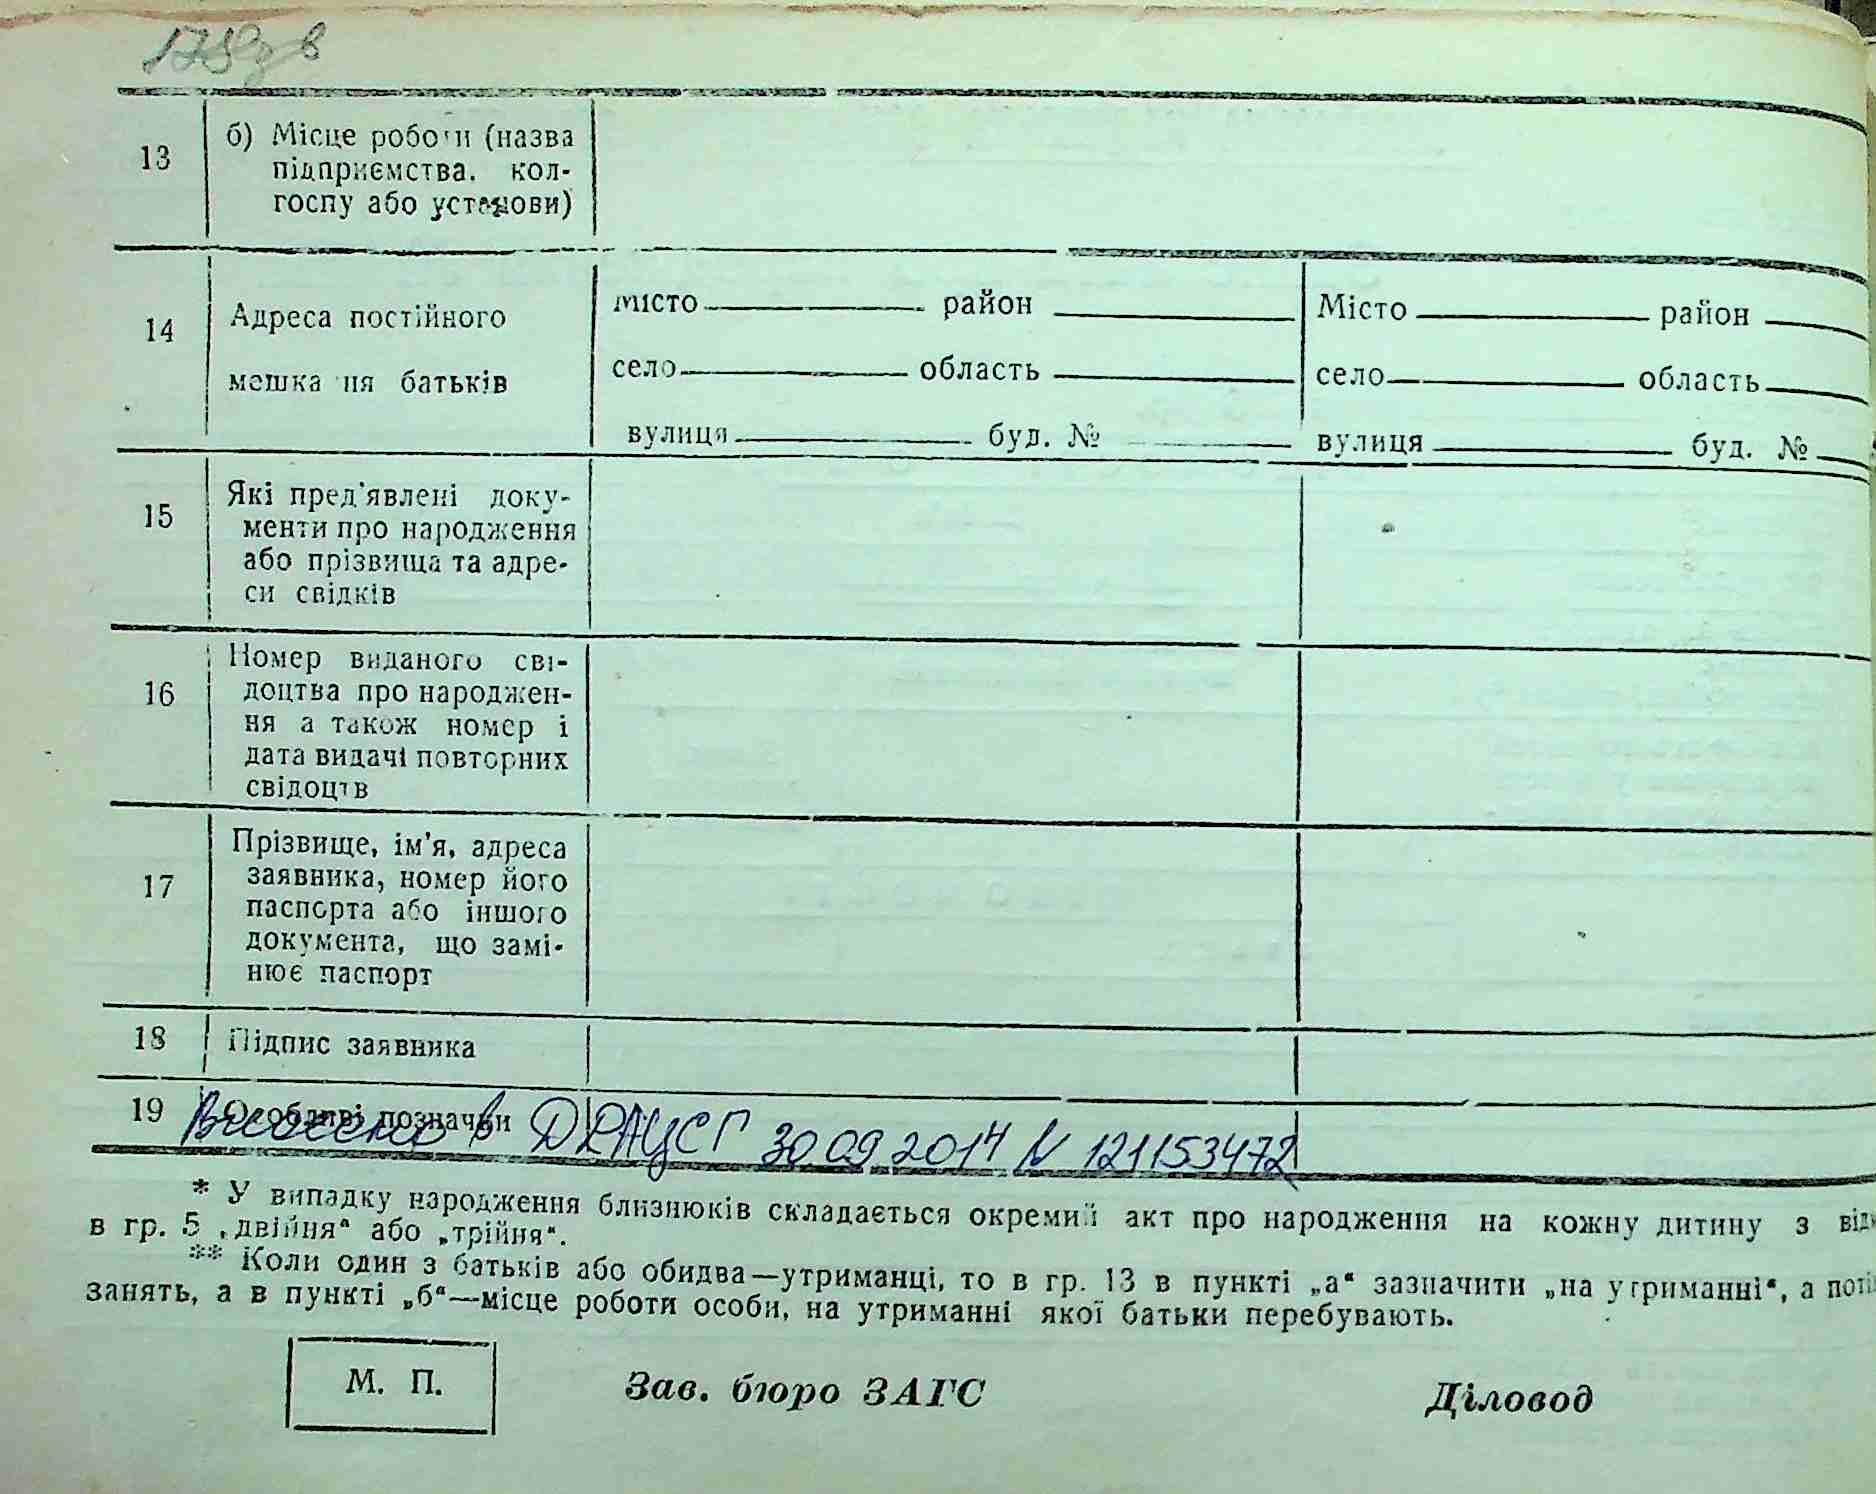 178 зв
13 б) Місце роботи (назва
підприємства, кол-
госпу або установи)
14 Адреса постійного
мешкання батьків
місто район
село область
вулиця буд. №
Місто район
село область
вулиця буд. №
15 Які пред'явлені доку-
менти про народження
або прізвища та адре-
си свідків
16 Номер виданого сві-
доцтва про народжен-
ня а також номер і
дата видачі повторних
свідоцтв
17 Прізвище, ім'я, адреса
заявника, номер його
паспорта або іншого
документа, що замі-
нює паспорт
18 Підпис заявника
19 Особливі позначки
Внесено в ДРАЦСГ 30 09 2014 N 121153472
* У випадку народження близнюків складається окремий акт про народження на кожну дитину з
в гр. 5 „двійня“ або „трійня“.
** Коли один з батьків або обидва—утриманці, то в гр. 13 в пункті „а“ зазначити „на утриманні“, а
занять, а в пункті „б“—місце роботи особи, на утриманні якої батьки перебувають.
М. П. Зав. бюро ЗАГС Діловод